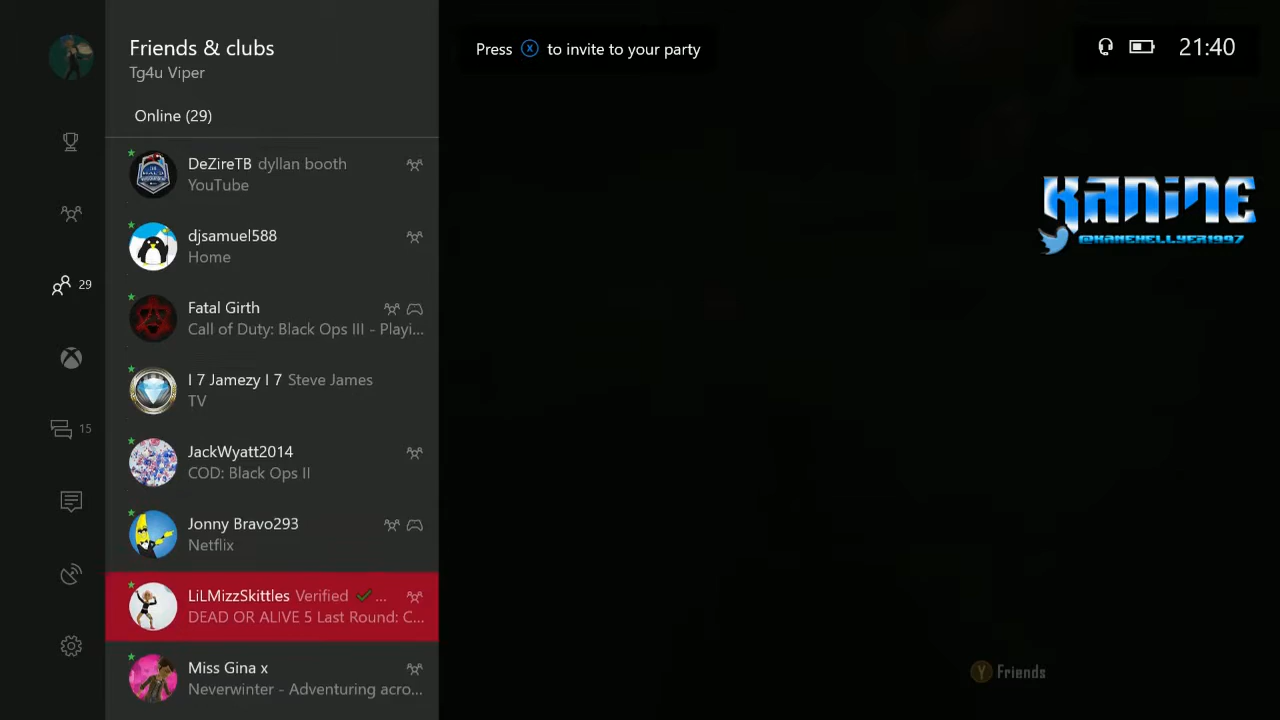 Friends & clubs
Tg4u Viper
Online (29)
DeZireTB dyllan booth
YouTube
djsamuel588
Home
Fatal Girth
Call of Duty: Black Ops III - Playi...
I 7 Jamezy I 7 Steve James
TV
JackWyatt2014
COD: Black Ops II
Jonny Bravo293
Netflix
LiLMizzSkittles Verified ✓ ...
DEAD OR ALIVE 5 Last Round: C...
Miss Gina x
Neverwinter - Adventuring acro...
29
15
Press X to invite to your party
21:40
KANINE
@KANEHELLYER1997
Y Friends